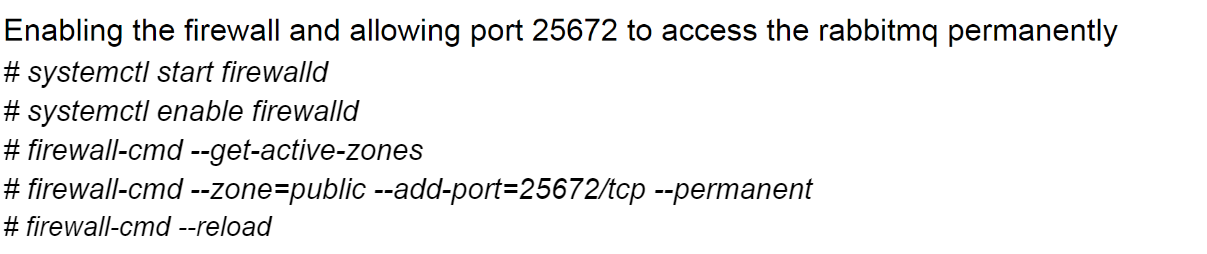 Enabling the firewall and allowing port 25672 to access the rabbitmq permanently
# systemctl start firewalld
# systemctl enable firewalld
# firewall-cmd --get-active-zones
# firewall-cmd --zone=public --add-port=25672/tcp --permanent
# firewall-cmd --reload